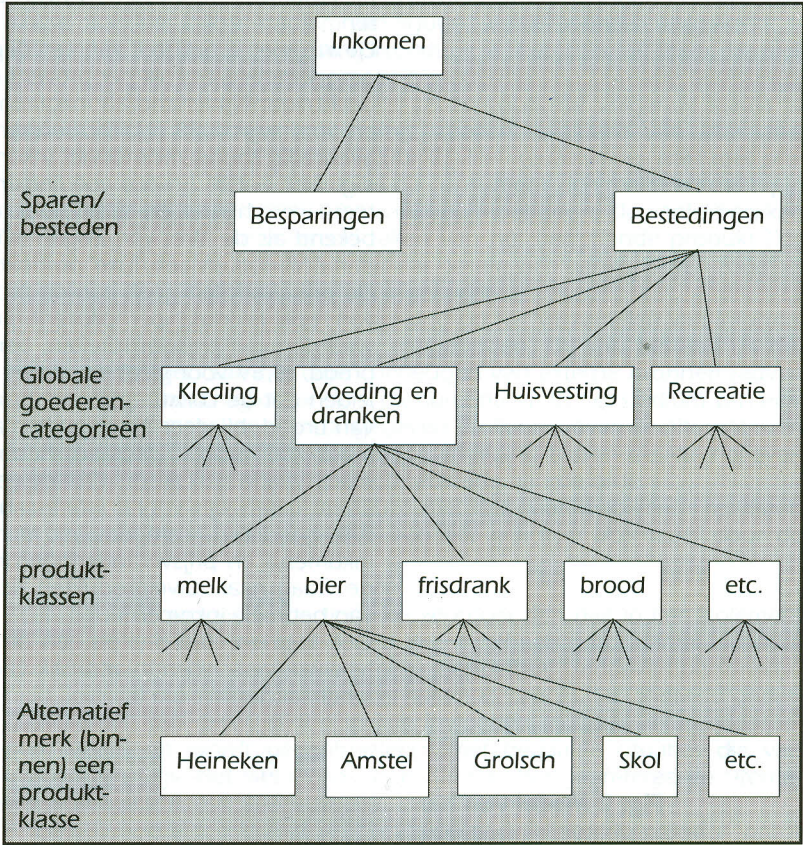 Inkomen
Sparen/
besteden
Besparingen
Bestedingen
Globale
goederen-
categorieën
Kleding
Voeding en
dranken
Huisvesting
Recreatie
produkt-
klassen
melk
bier
frisdrank
brood
etc.
Alternatief
merk (bin-
nen) een
produkt-
klasse
Heineken
Amstel
Grolsch
Skol
etc.